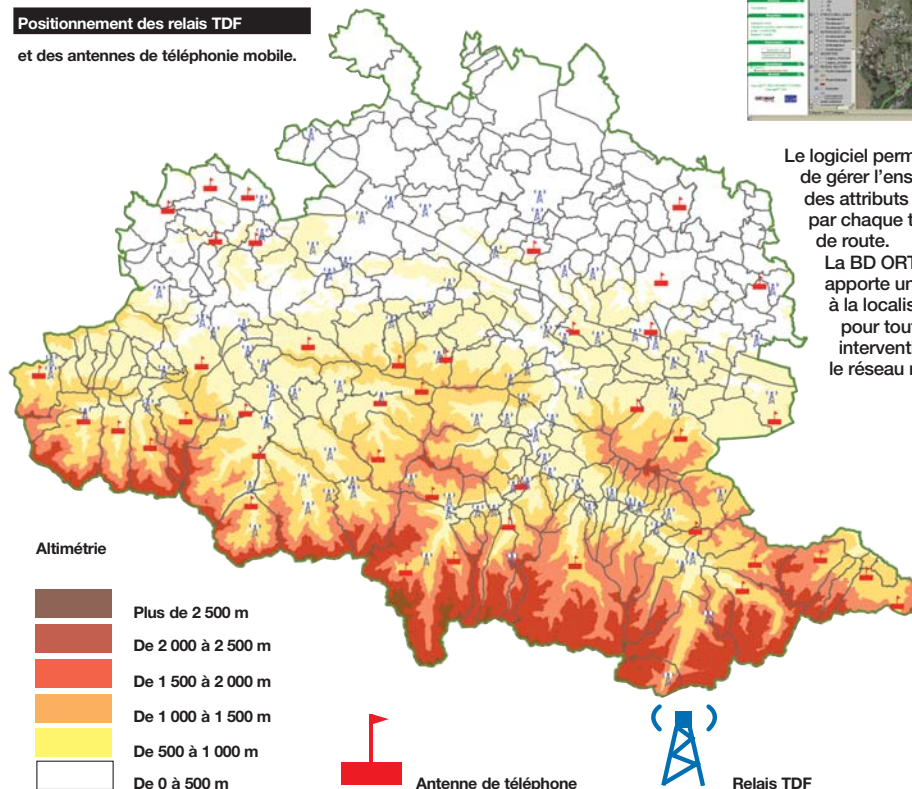 Positionnement des relais TDF
et des antennes de téléphonie mobile.
Le logiciel perm
de gérer l'ens
des attributs
par chaque t
de route.
La BD ORT
apporte un
à la localis
pour tout
interventi
le réseau r
Altimétrie
Plus de 2 500 m
De 2 000 à 2 500 m
De 1 500 à 2 000 m
De 1 000 à 1 500 m
De 500 à 1 000 m
De 0 à 500 m
Antenne de téléphone
Relais TDF